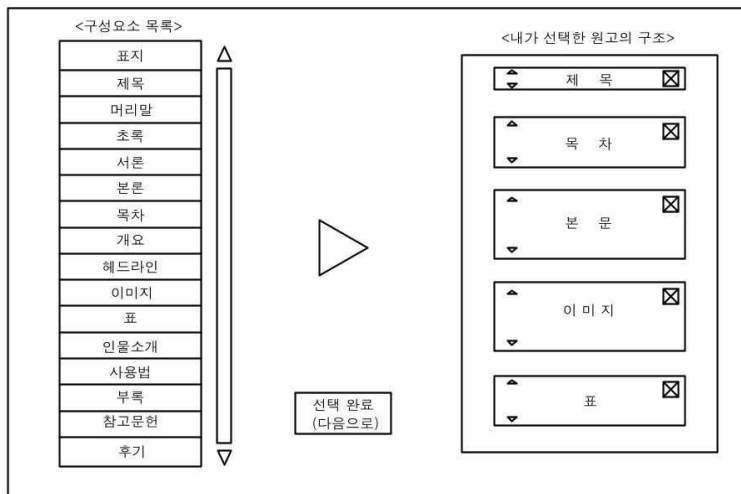 <구성요소 목록>
표지
제목
머리말
초록
서론
본론
목차
개요
헤드라인
이미지
표
인물소개
사용법
부록
참고문헌
후기
선택 완료
(다음으로)
<내가 선택한 원고의 구조>
제 목
목 차
본 문
이 미 지
표